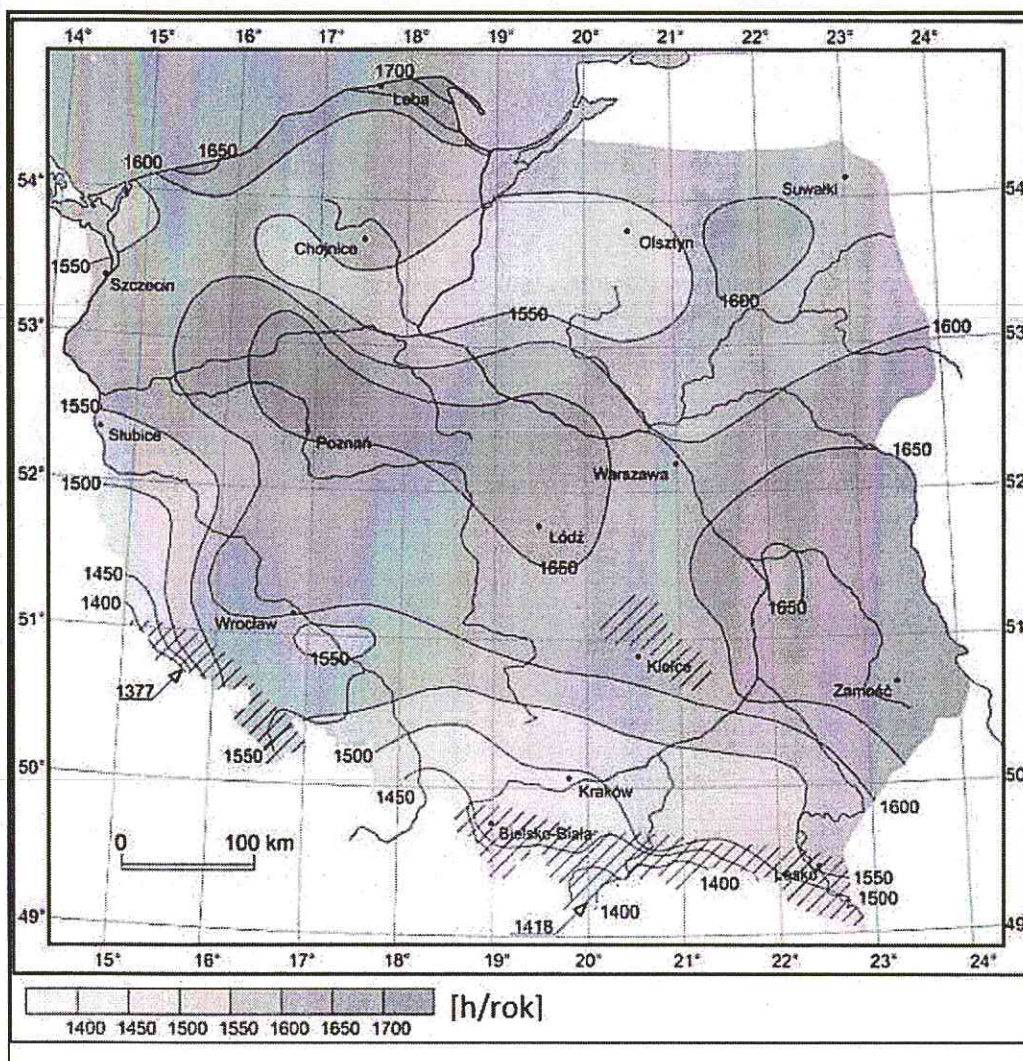 14° 15° 16° 17° 18° 19° 20° 21° 22° 23° 24°
1700
Łeba
1650
1600
54° 54
Suwałki
Olsztyn
Chojnice
1550
Szczecin
1600
53° 1550 1600 53
1550
Słubice
1650
Poznań
Warszawa
52° 52
1500
Łódź
1650
1450
1400
1650
51° 51
Wrocław
1550
Kielce
1377
Zamość
1550 1500
50° 50
1450
Kraków
1600
0 100 km
Bielsko-Biała
Lesko
1550
1400
1500
1400
49° 1418 49
15° 16° 17° 18° 19° 20° 21° 22° 23°
[h/rok]
1400 1450 1500 1550 1600 1650 1700